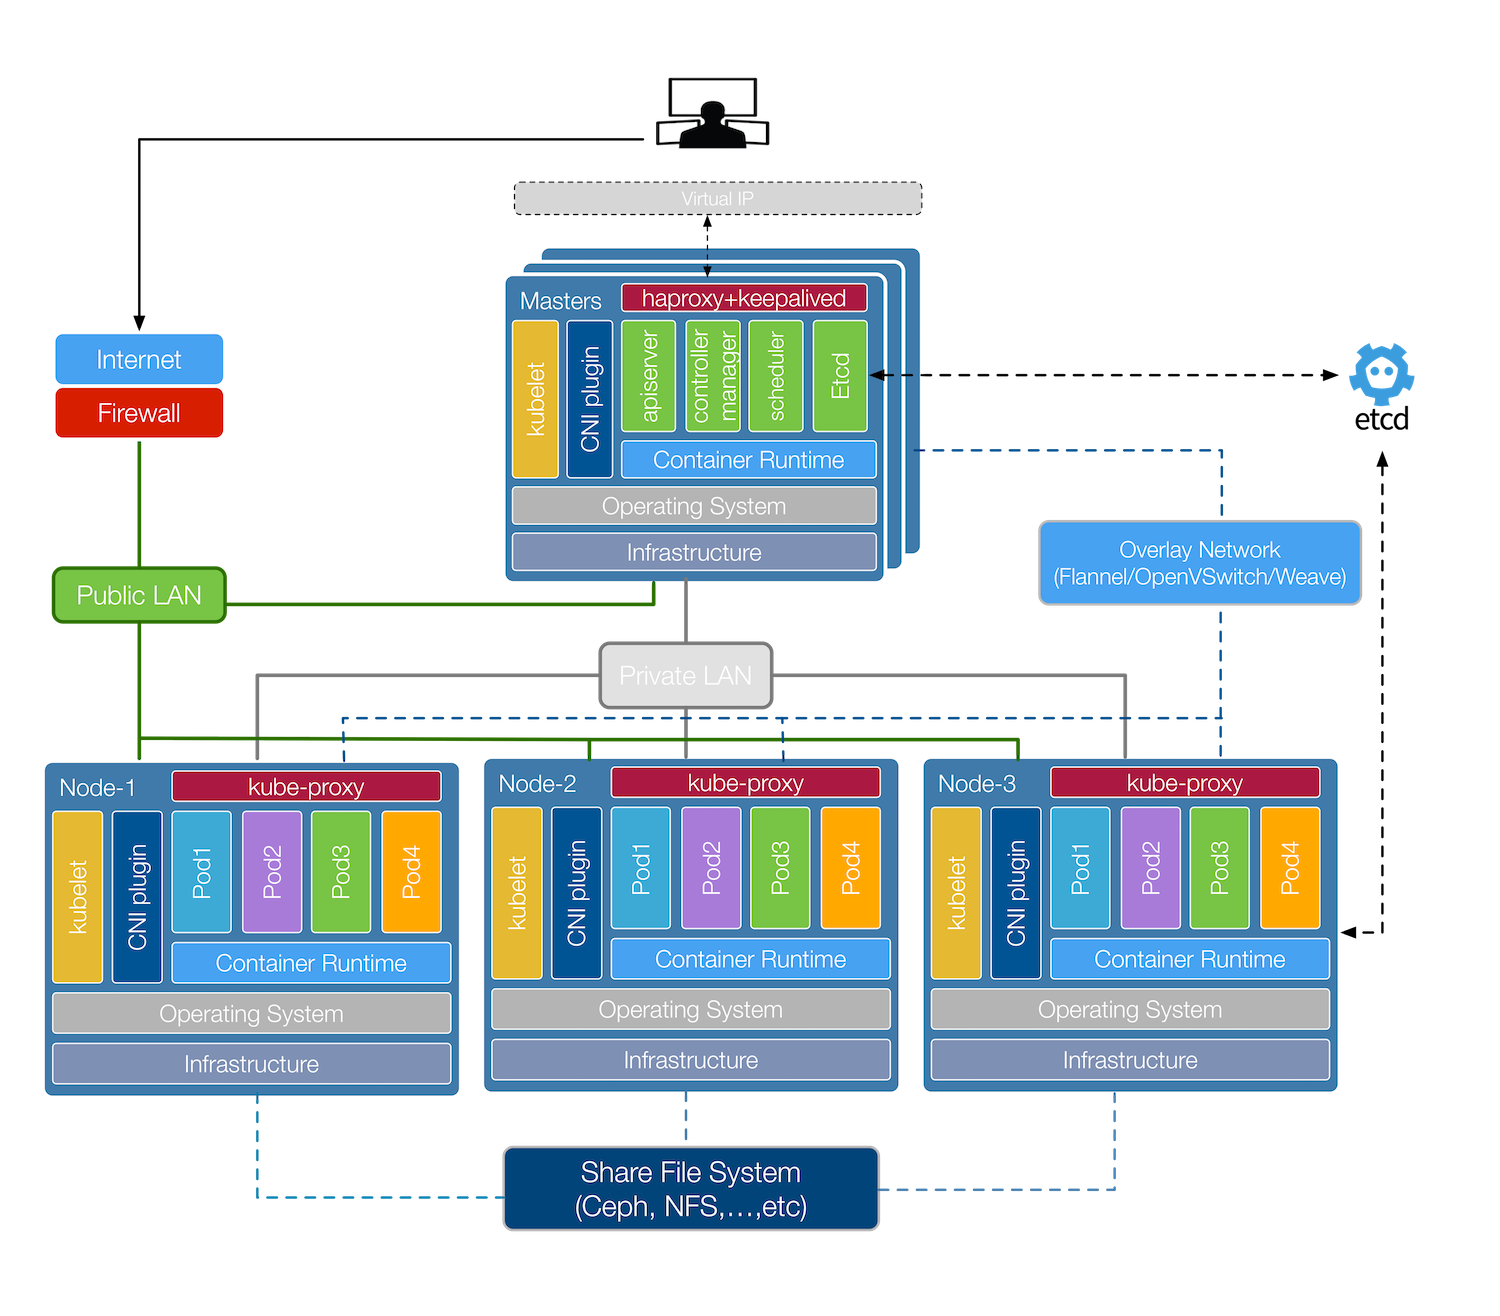 Virtual IP
Masters
haproxy+keepalived
kubelet
CNI plugin
apiserver
controller
manager
scheduler
Etcd
Container Runtime
Operating System
Infrastructure
Internet
Firewall
etcd
Overlay Network
(Flannel/OpenVSwitch/Weave)
Public LAN
Private LAN
Node-1
kube-proxy
kubelet
CNI plugin
Pod1
Pod2
Pod3
Pod4
Container Runtime
Operating System
Infrastructure
Node-2
kube-proxy
kubelet
CNI plugin
Pod1
Pod2
Pod3
Pod4
Container Runtime
Operating System
Infrastructure
Node-3
kube-proxy
kubelet
CNI plugin
Pod1
Pod2
Pod3
Pod4
Container Runtime
Operating System
Infrastructure
Share File System
(Ceph, NFS,...,etc)